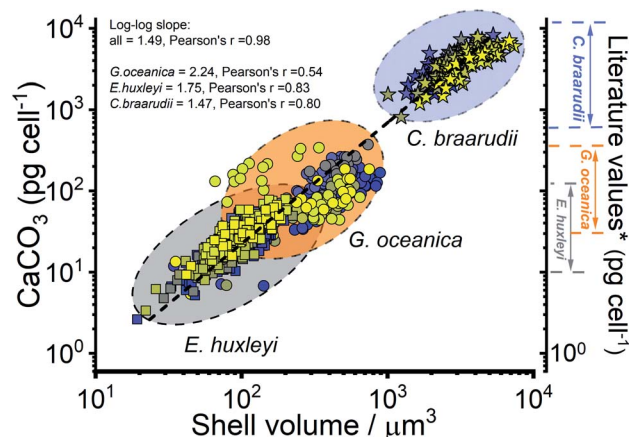 Log-log slope:
all = 1.49, Pearson's r =0.98
G.oceanica = 2.24, Pearson's r =0.54
E.huxleyi = 1.75, Pearson's r =0.83
C.braarudii = 1.47, Pearson's r =0.80
CaCO₃ (pg cell⁻¹)
10⁴
10³
10²
10¹
10⁰
C. braarudii
G. oceanica
E. huxleyi
10¹ 10² 10³ 10⁴
Shell volume / μm³
10⁰
C. braarudii
G. oceanica
E. huxleyi
Literature values* (pg cell⁻¹)